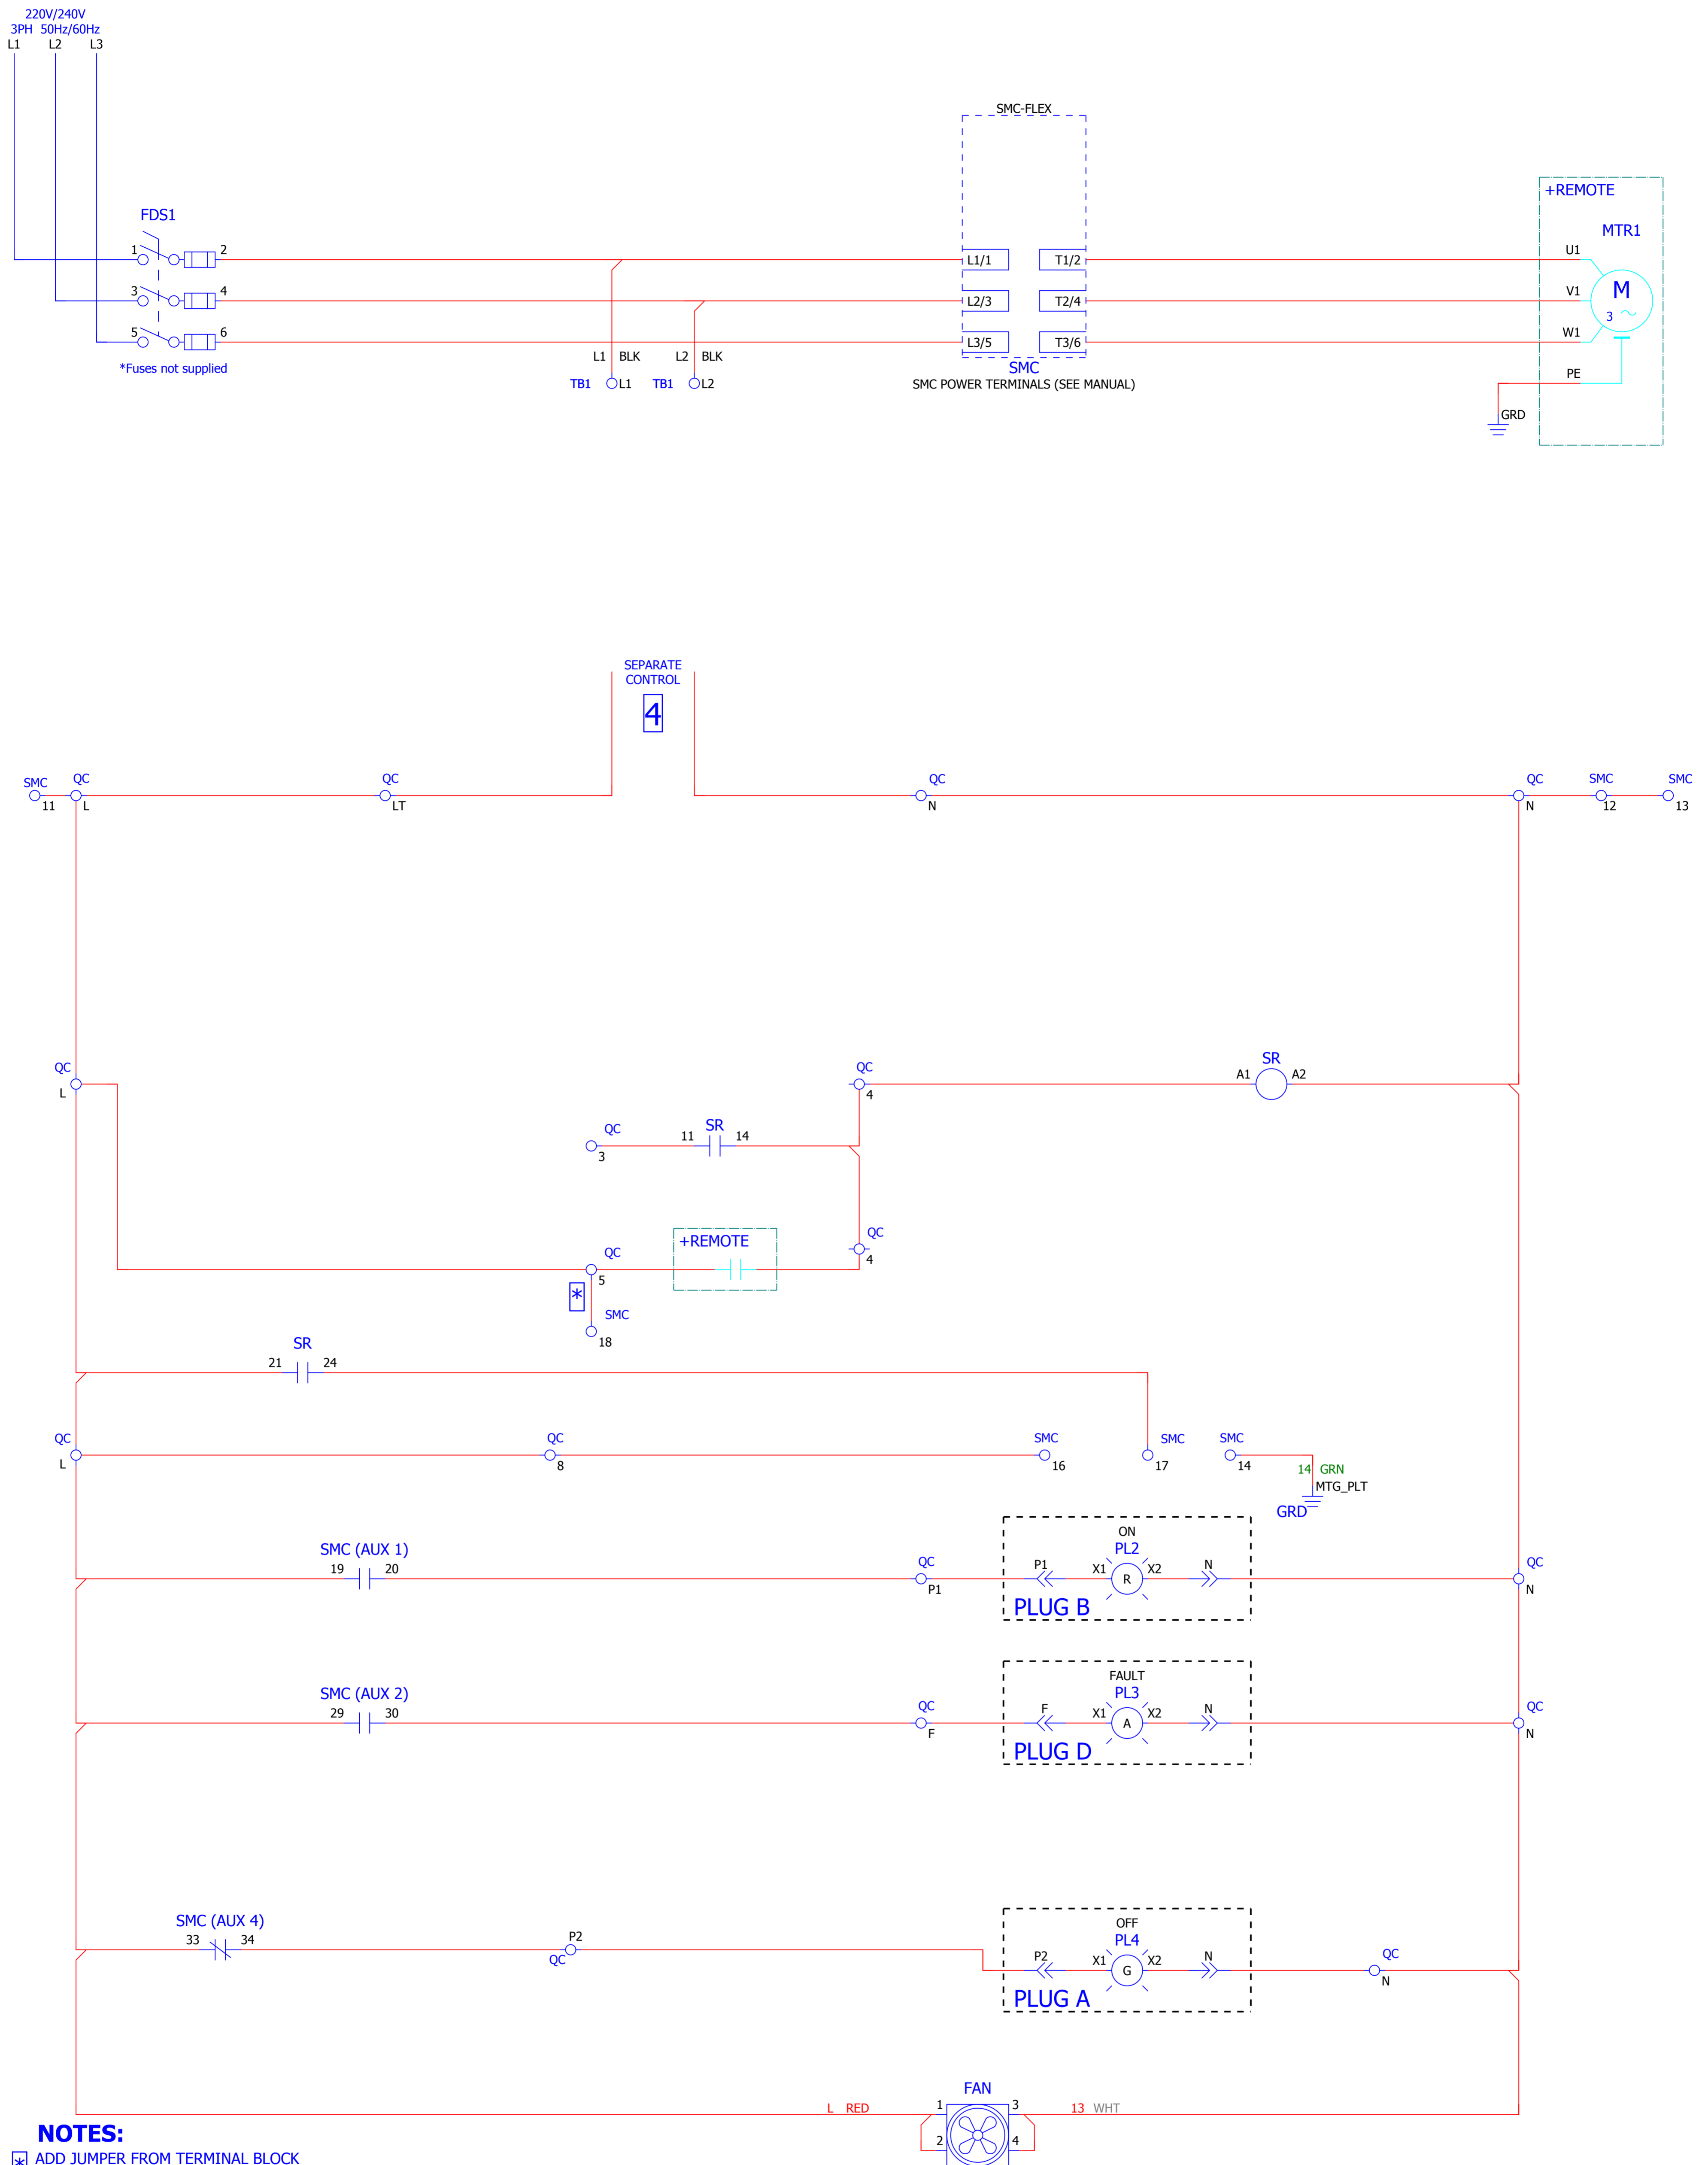 220V/240V
3PH 50Hz/60Hz
L1 L2 L3
SMC-FLEX
+REMOTE
MTR1
FDS1
1 2
L1/1 T1/2
U1
3 4
L2/3 T2/4
V1
M
3
5 6
L3/5 T3/6
W1
*Fuses not supplied
L1 BLK
L2 BLK
SMC
PE
TB1 L1
TB1 L2
SMC POWER TERMINALS (SEE MANUAL)
GRD
SEPARATE
CONTROL
4
SMC QC QC QC QC SMC SMC
11 L LT N N 12 13
QC QC SR
L 4 A1 A2
QC SR
3 11 14
QC
4
+REMOTE
QC
5
*
SMC
18
SR
21 24
QC QC SMC SMC SMC
L 8 16 17 14
14 GRN
MTG_PLT
GRD
ON
SMC (AUX 1)
PL2
19 20
QC
P1
P1 X1 R X2 N
QC
N
PLUG B
FAULT
SMC (AUX 2)
PL3
29 30
QC
F
F X1 A X2 N
QC
N
PLUG D
SMC (AUX 4)
OFF
33 34
P2
QC
PL4
P2 X1 G X2 N
QC
N
PLUG A
FAN
L RED
1 3
13 WHT
2 4
NOTES:
* ADD JUMPER FROM TERMINAL BLOCK